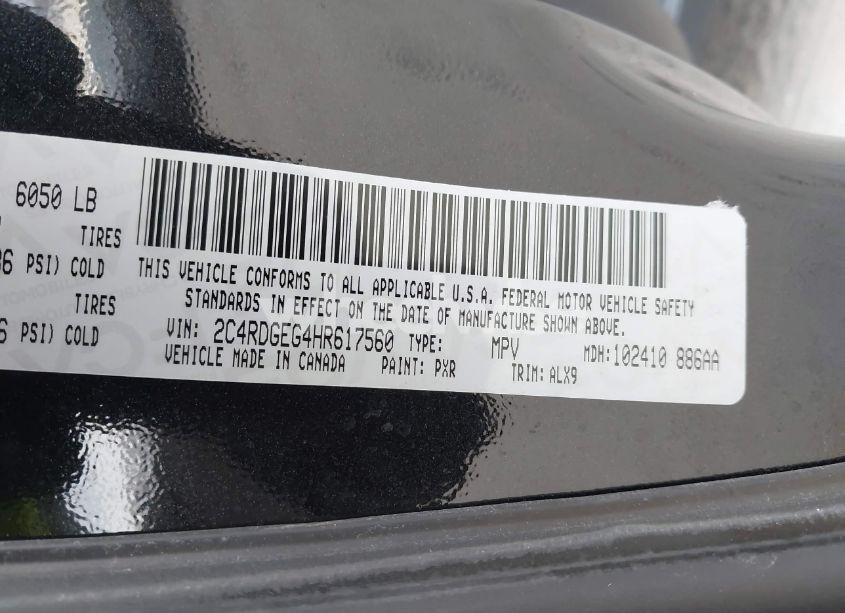 6050 LB
TIRES
6 PSI) COLD
TIRES
6 PSI) COLD
THIS VEHICLE CONFORMS TO ALL APPLICABLE U.S.A. FEDERAL MOTOR VEHICLE SAFETY
STANDARDS IN EFFECT ON THE DATE OF MANUFACTURE SHOWN ABOVE.
VIN: 2C4RDGEG4HR617560 TYPE: MPV MDH: 102410 886AA
VEHICLE MADE IN CANADA PAINT: PXR TRIM: ALX9